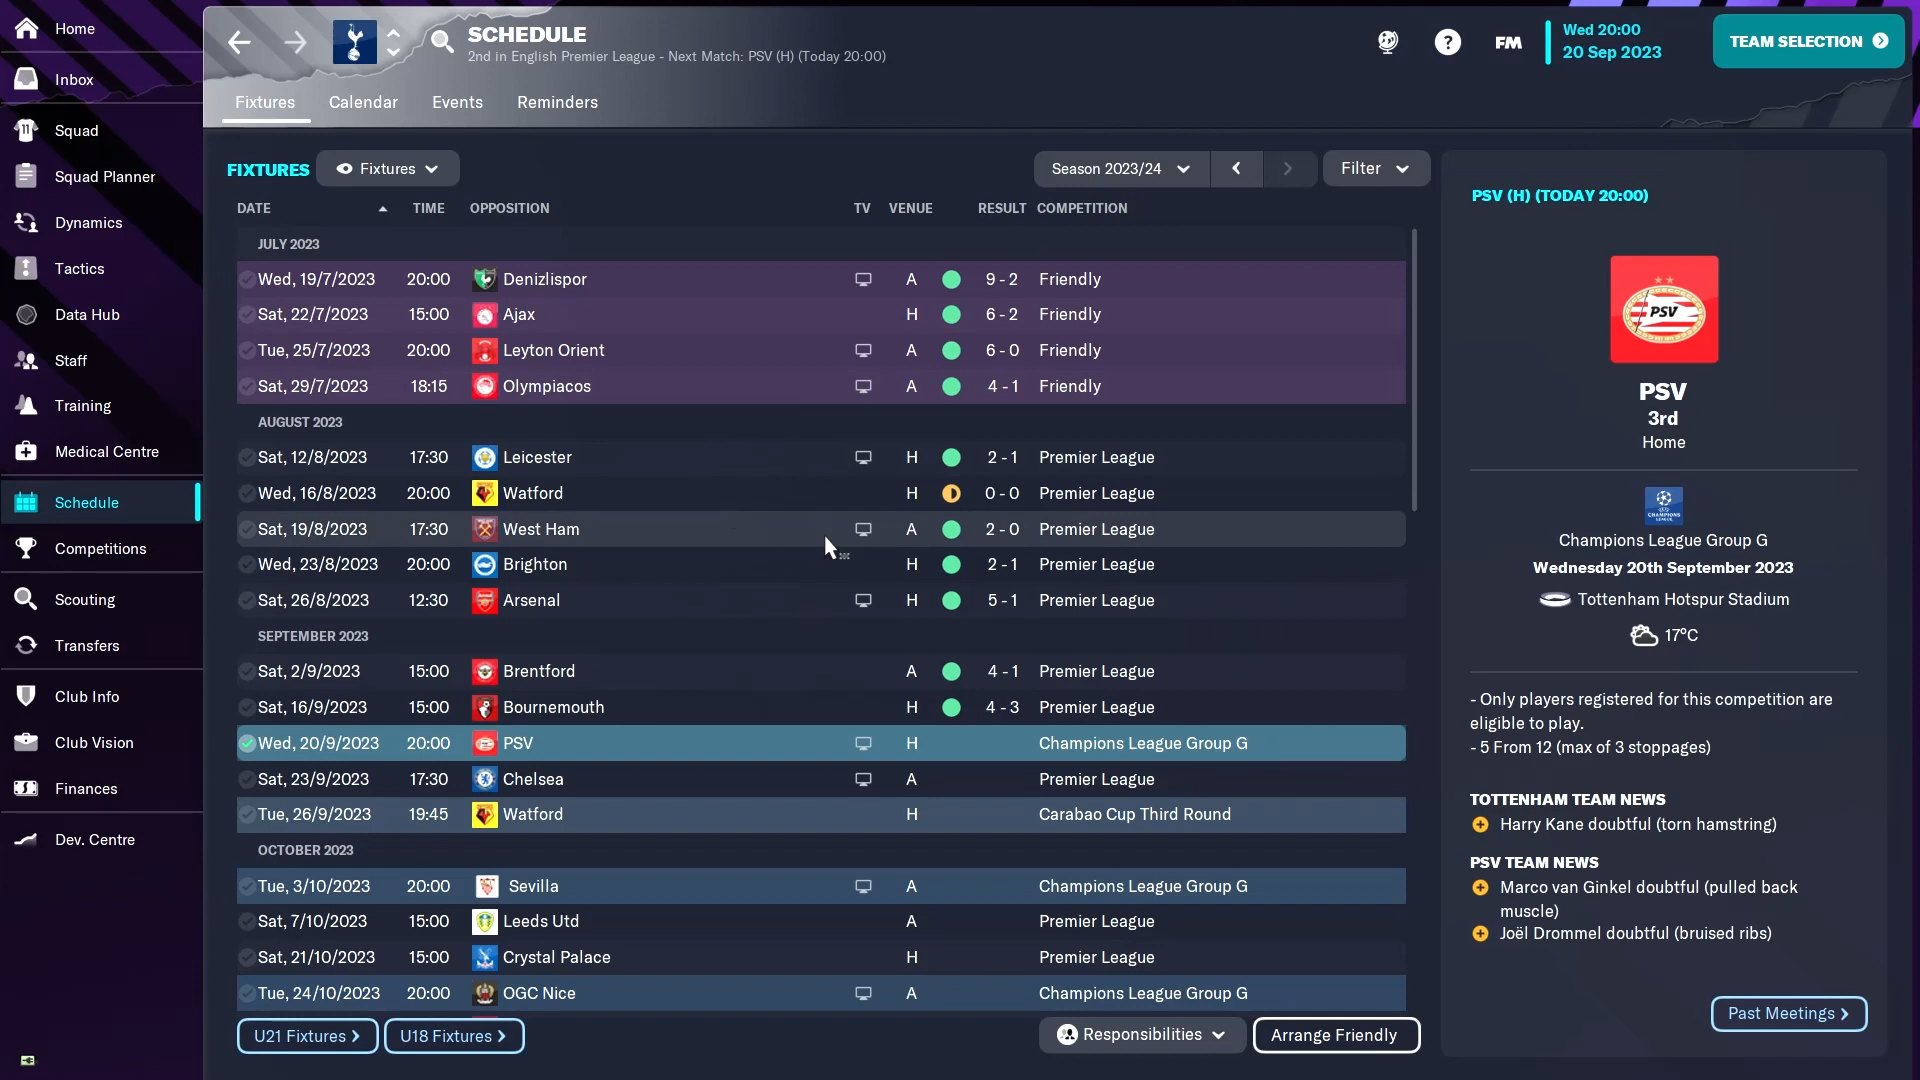 Home
Inbox
Squad
Squad Planner
Dynamics
Tactics
Data Hub
Staff
Training
Medical Centre
Schedule
Competitions
Scouting
Transfers
Club Info
Club Vision
Finances
Dev. Centre
SCHEDULE
2nd in English Premier League - Next Match: PSV (H) (Today 20:00)
? FM
Wed 20:00
20 Sep 2023
TEAM SELECTION
Fixtures Calendar Events Reminders
FIXTURES Fixtures Season 2023/24 Filter
DATE TIME OPPOSITION TV VENUE RESULT COMPETITION
JULY 2023
Wed, 19/7/2023 20:00 Denizlispor A 9 - 2 Friendly
Sat, 22/7/2023 15:00 Ajax H 6 - 2 Friendly
Tue, 25/7/2023 20:00 Leyton Orient A 6 - 0 Friendly
Sat, 29/7/2023 18:15 Olympiacos A 4 - 1 Friendly
AUGUST 2023
Sat, 12/8/2023 17:30 Leicester H 2 - 1 Premier League
Wed, 16/8/2023 20:00 Watford H 0 - 0 Premier League
Sat, 19/8/2023 17:30 West Ham A 2 - 0 Premier League
Wed, 23/8/2023 20:00 Brighton H 2 - 1 Premier League
Sat, 26/8/2023 12:30 Arsenal H 5 - 1 Premier League
SEPTEMBER 2023
Sat, 2/9/2023 15:00 Brentford A 4 - 1 Premier League
Sat, 16/9/2023 15:00 Bournemouth H 4 - 3 Premier League
Wed, 20/9/2023 20:00 PSV H Champions League Group G
Sat, 23/9/2023 17:30 Chelsea A Premier League
Tue, 26/9/2023 19:45 Watford H Carabao Cup Third Round
OCTOBER 2023
Tue, 3/10/2023 20:00 Sevilla A Champions League Group G
Sat, 7/10/2023 15:00 Leeds Utd A Premier League
Sat, 21/10/2023 15:00 Crystal Palace H Premier League
Tue, 24/10/2023 20:00 OGC Nice A Champions League Group G
U21 Fixtures U18 Fixtures Responsibilities Arrange Friendly
PSV (H) (TODAY 20:00)
PSV
PSV
3rd
Home
CHAMPIONS
LEAGUE
Champions League Group G
Wednesday 20th September 2023
Tottenham Hotspur Stadium
17°C
- Only players registered for this competition are
eligible to play.
- 5 From 12 (max of 3 stoppages)
TOTTENHAM TEAM NEWS
Harry Kane doubtful (torn hamstring)
PSV TEAM NEWS
Marco van Ginkel doubtful (pulled back
muscle)
Joël Drommel doubtful (bruised ribs)
Past Meetings